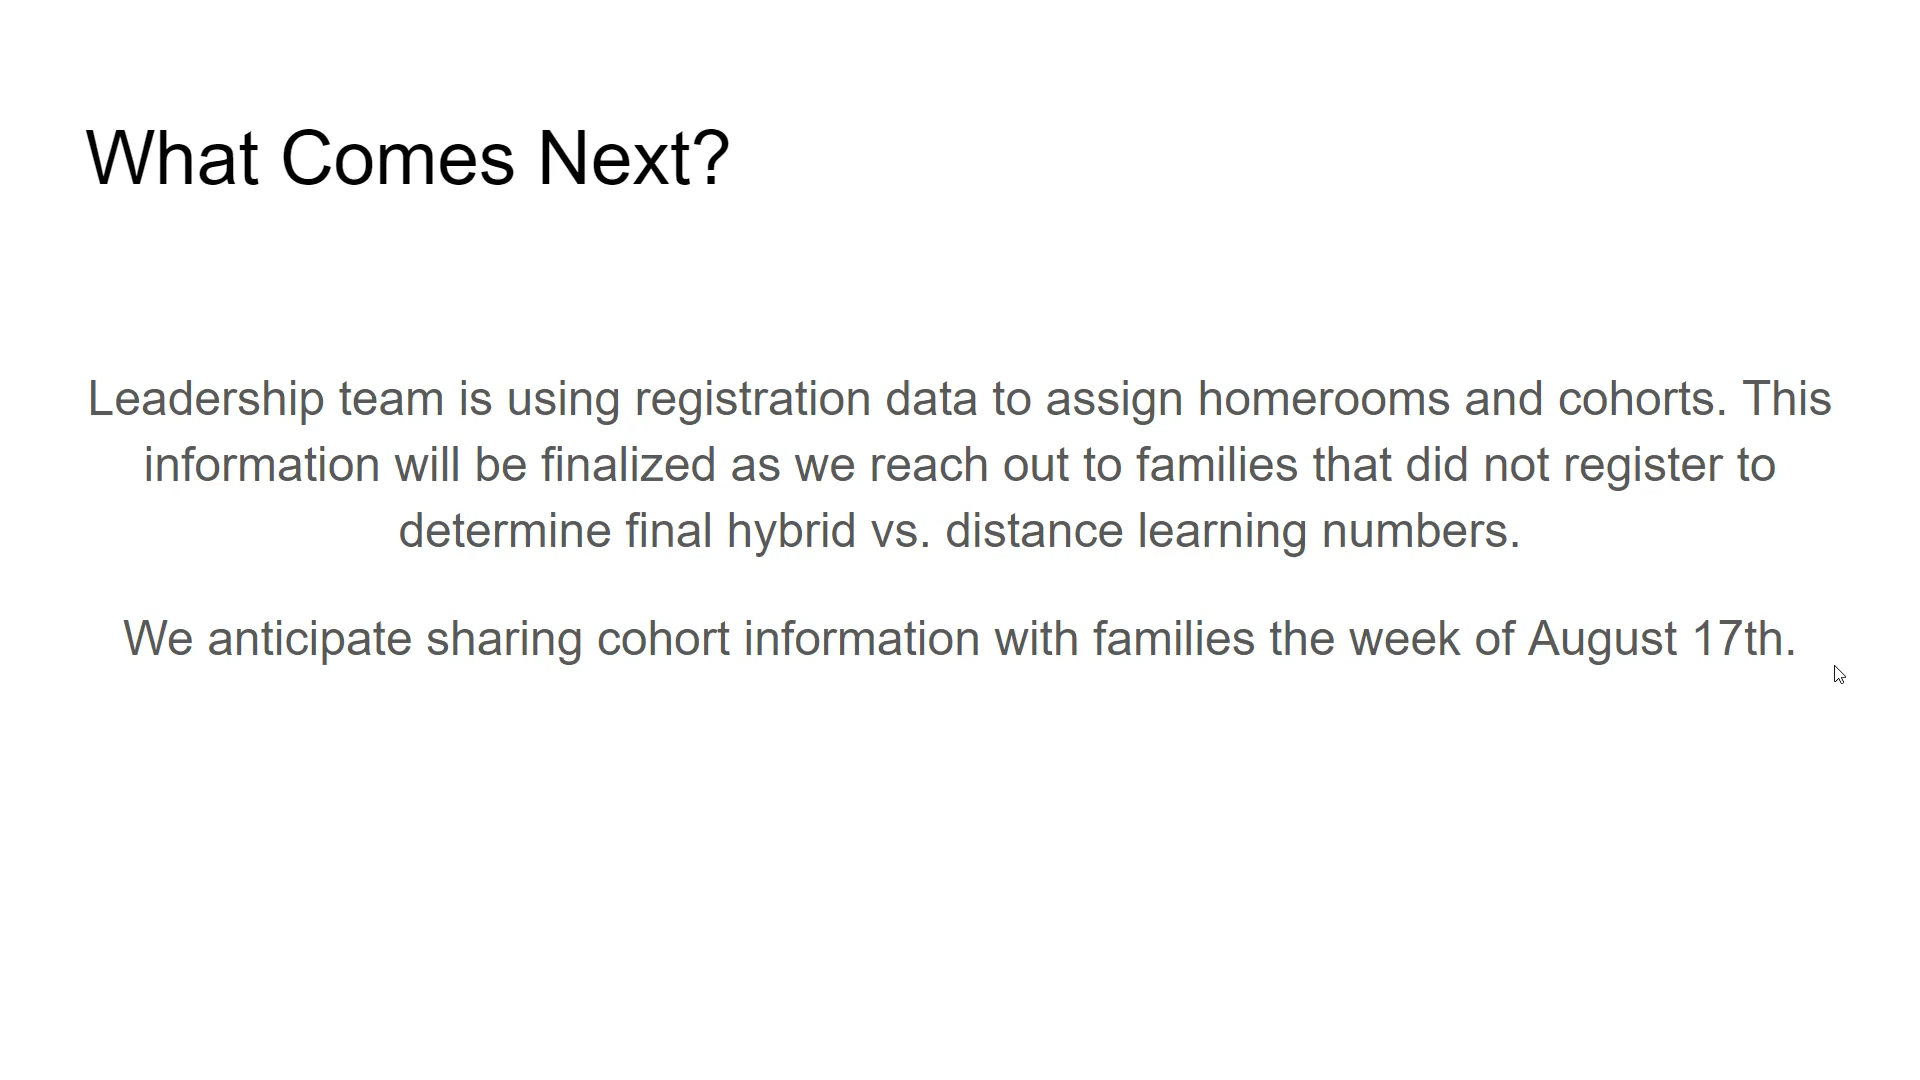 What Comes Next?
Leadership team is using registration data to assign homerooms and cohorts. This
information will be finalized as we reach out to families that did not register to
determine final hybrid vs. distance learning numbers.
We anticipate sharing cohort information with families the week of August 17th.